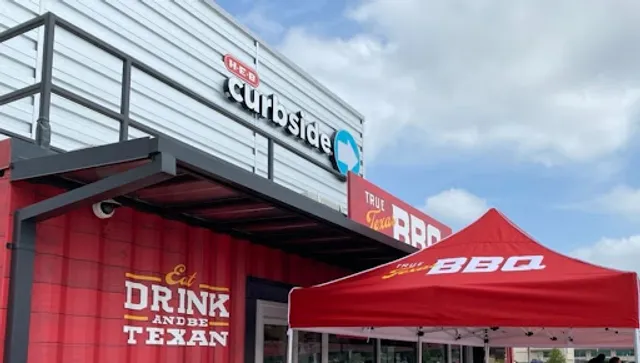 H-E-B
curbside
TRUE
Texas
BBQ
Eat
DRINK
AND BE
TEXAN
TRUE
Texas
BBQ